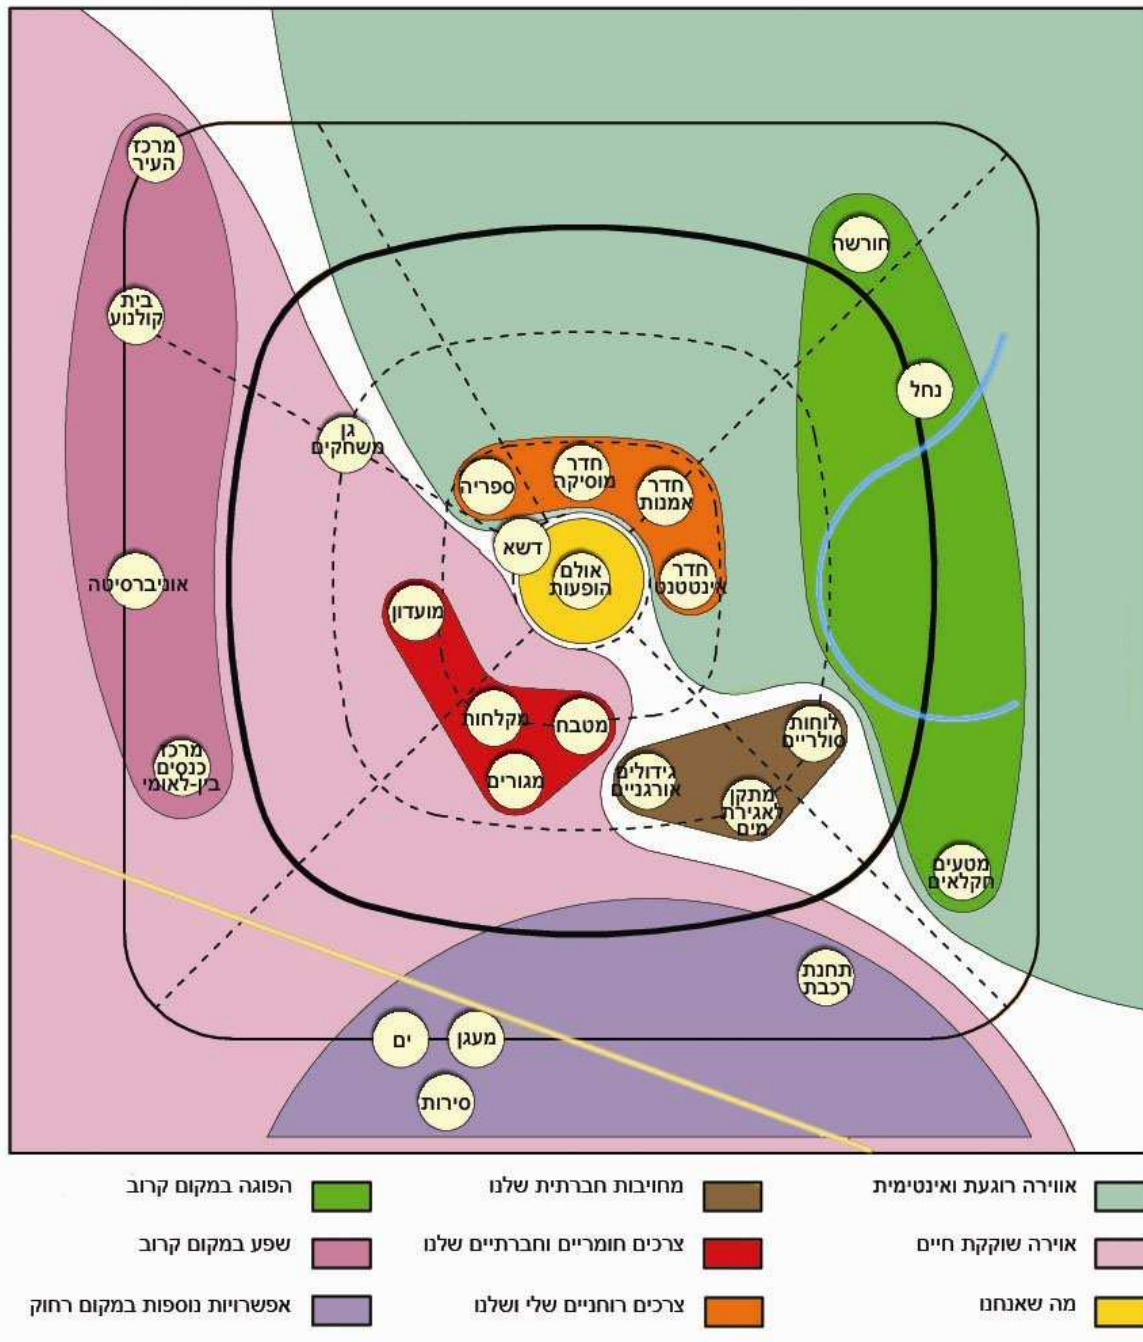 מרכז
העיר
חורשה
בית
קולנוע
נחל
גן
משחקים
ספריה
חדר
מוסיקה
חדר
אמנות
דשא
אולם
הופעות
חדר
אינטטנט
אוניברסיטה
מועדון
מקלחות
מטבח
מגורים
לוחות
סולריים
גידולים
אורגניים
מתקן
לאגירת
מים
מרכז
כנסים
בין-לאומי
מטעים
חקלאים
תחנת
רכבת
ים
מעגן
סירות
אווירה רוגעת ואינטימית
אוירה שוקקת חיים
מה שאנחנו
מחויבות חברתית שלנו
צרכים חומריים וחברתיים שלנו
צרכים רוחניים שלי ושלנו
הפוגה במקום קרוב
שפע במקום קרוב
אפשרויות נוספות במקום רחוק